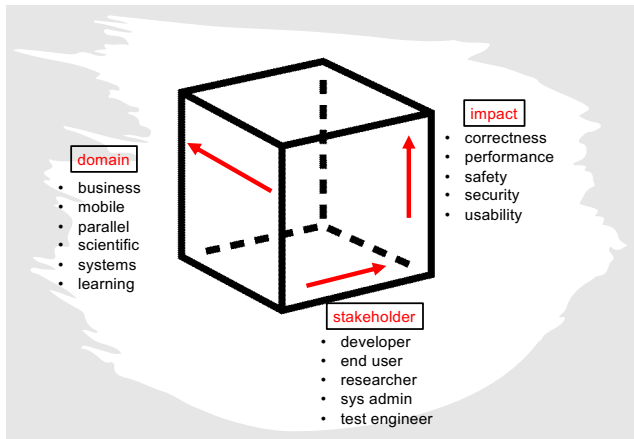 domain
• business
• mobile
• parallel
• scientific
• systems
• learning
impact
• correctness
• performance
• safety
• security
• usability
stakeholder
• developer
• end user
• researcher
• sys admin
• test engineer